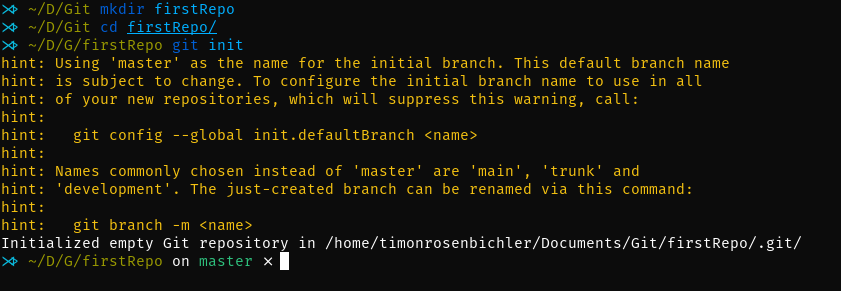 ⋊> ~/D/Git mkdir firstRepo
⋊> ~/D/Git cd firstRepo/
⋊> ~/D/G/firstRepo git init
hint: Using 'master' as the name for the initial branch. This default branch name
hint: is subject to change. To configure the initial branch name to use in all
hint: of your new repositories, which will suppress this warning, call:
hint:
hint:   git config --global init.defaultBranch <name>
hint:
hint: Names commonly chosen instead of 'master' are 'main', 'trunk' and
hint: 'development'. The just-created branch can be renamed via this command:
hint:
hint:   git branch -m <name>
Initialized empty Git repository in /home/timonrosenbichler/Documents/Git/firstRepo/.git/
⋊> ~/D/G/firstRepo on master ⨯